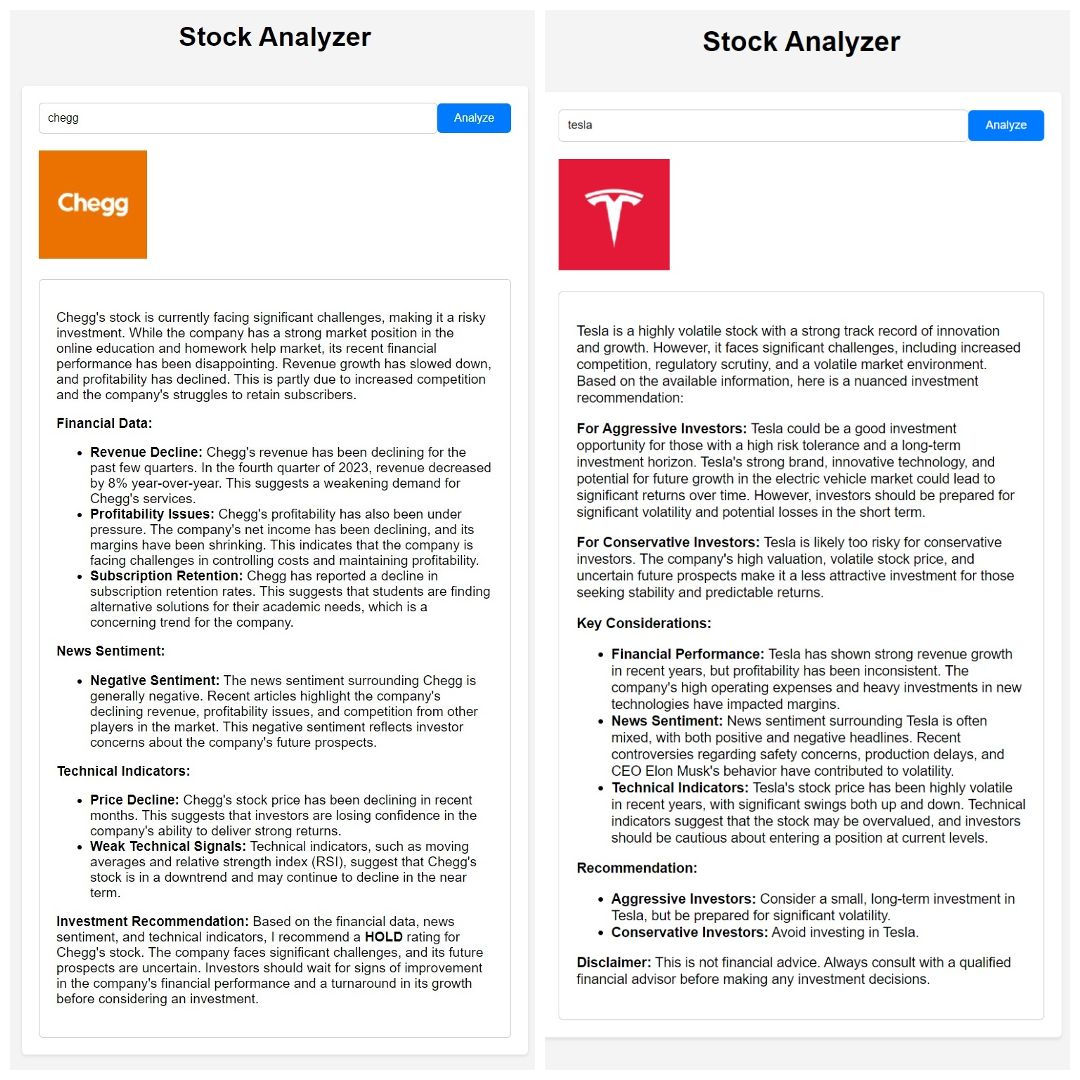 Stock Analyzer
chegg
Analyze
Chegg
Chegg's stock is currently facing significant challenges, making it a risky
investment. While the company has a strong market position in the
online education and homework help market, its recent financial
performance has been disappointing. Revenue growth has slowed down,
and profitability has declined. This is partly due to increased competition
and the company's struggles to retain subscribers.
Financial Data:
• Revenue Decline: Chegg's revenue has been declining for the
past few quarters. In the fourth quarter of 2023, revenue decreased
by 8% year-over-year. This suggests a weakening demand for
Chegg's services.
• Profitability Issues: Chegg's profitability has also been under
pressure. The company's net income has been declining, and its
margins have been shrinking. This indicates that the company is
facing challenges in controlling costs and maintaining profitability.
• Subscription Retention: Chegg has reported a decline in
subscription retention rates. This suggests that students are finding
alternative solutions for their academic needs, which is a
concerning trend for the company.
News Sentiment:
• Negative Sentiment: The news sentiment surrounding Chegg is
generally negative. Recent articles highlight the company's
declining revenue, profitability issues, and competition from other
players in the market. This negative sentiment reflects investor
concerns about the company's future prospects.
Technical Indicators:
• Price Decline: Chegg's stock price has been declining in recent
months. This suggests that investors are losing confidence in the
company's ability to deliver strong returns.
• Weak Technical Signals: Technical indicators, such as moving
averages and relative strength index (RSI), suggest that Chegg's
stock is in a downtrend and may continue to decline in the near
term.
Investment Recommendation: Based on the financial data, news
sentiment, and technical indicators, I recommend a HOLD rating for
Chegg's stock. The company faces significant challenges, and its future
prospects are uncertain. Investors should wait for signs of improvement
in the company's financial performance and a turnaround in its growth
before considering an investment.
Stock Analyzer
tesla
Analyze
Tesla is a highly volatile stock with a strong track record of innovation
and growth. However, it faces significant challenges, including increased
competition, regulatory scrutiny, and a volatile market environment.
Based on the available information, here is a nuanced investment
recommendation:
For Aggressive Investors: Tesla could be a good investment
opportunity for those with a high risk tolerance and a long-term
investment horizon. Tesla's strong brand, innovative technology, and
potential for future growth in the electric vehicle market could lead to
significant returns over time. However, investors should be prepared for
significant volatility and potential losses in the short term.
For Conservative Investors: Tesla is likely too risky for conservative
investors. The company's high valuation, volatile stock price, and
uncertain future prospects make it a less attractive investment for those
seeking stability and predictable returns.
Key Considerations:
• Financial Performance: Tesla has shown strong revenue growth
in recent years, but profitability has been inconsistent. The
company's high operating expenses and heavy investments in new
technologies have impacted margins.
• News Sentiment: News sentiment surrounding Tesla is often
mixed, with both positive and negative headlines. Recent
controversies regarding safety concerns, production delays, and
CEO Elon Musk's behavior have contributed to volatility.
• Technical Indicators: Tesla's stock price has been highly volatile
in recent years, with significant swings both up and down. Technical
indicators suggest that the stock may be overvalued, and investors
should be cautious about entering a position at current levels.
Recommendation:
• Aggressive Investors: Consider a small, long-term investment in
Tesla, but be prepared for significant volatility.
• Conservative Investors: Avoid investing in Tesla.
Disclaimer: This is not financial advice. Always consult with a qualified
financial advisor before making any investment decisions.